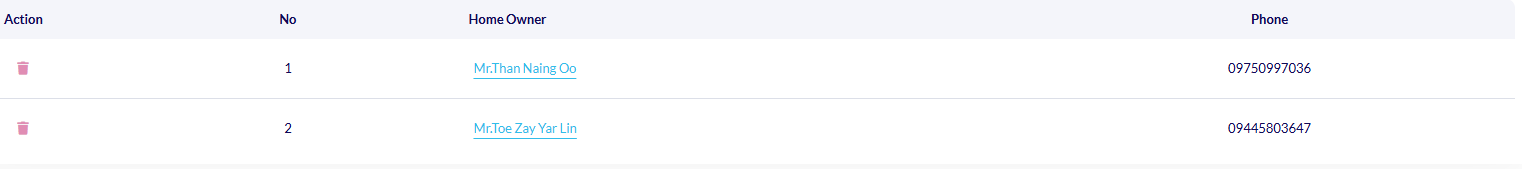 Action No Home Owner Phone
1 Mr.Than Naing Oo 09750997036
2 Mr.Toe Zay Yar Lin 09445803647